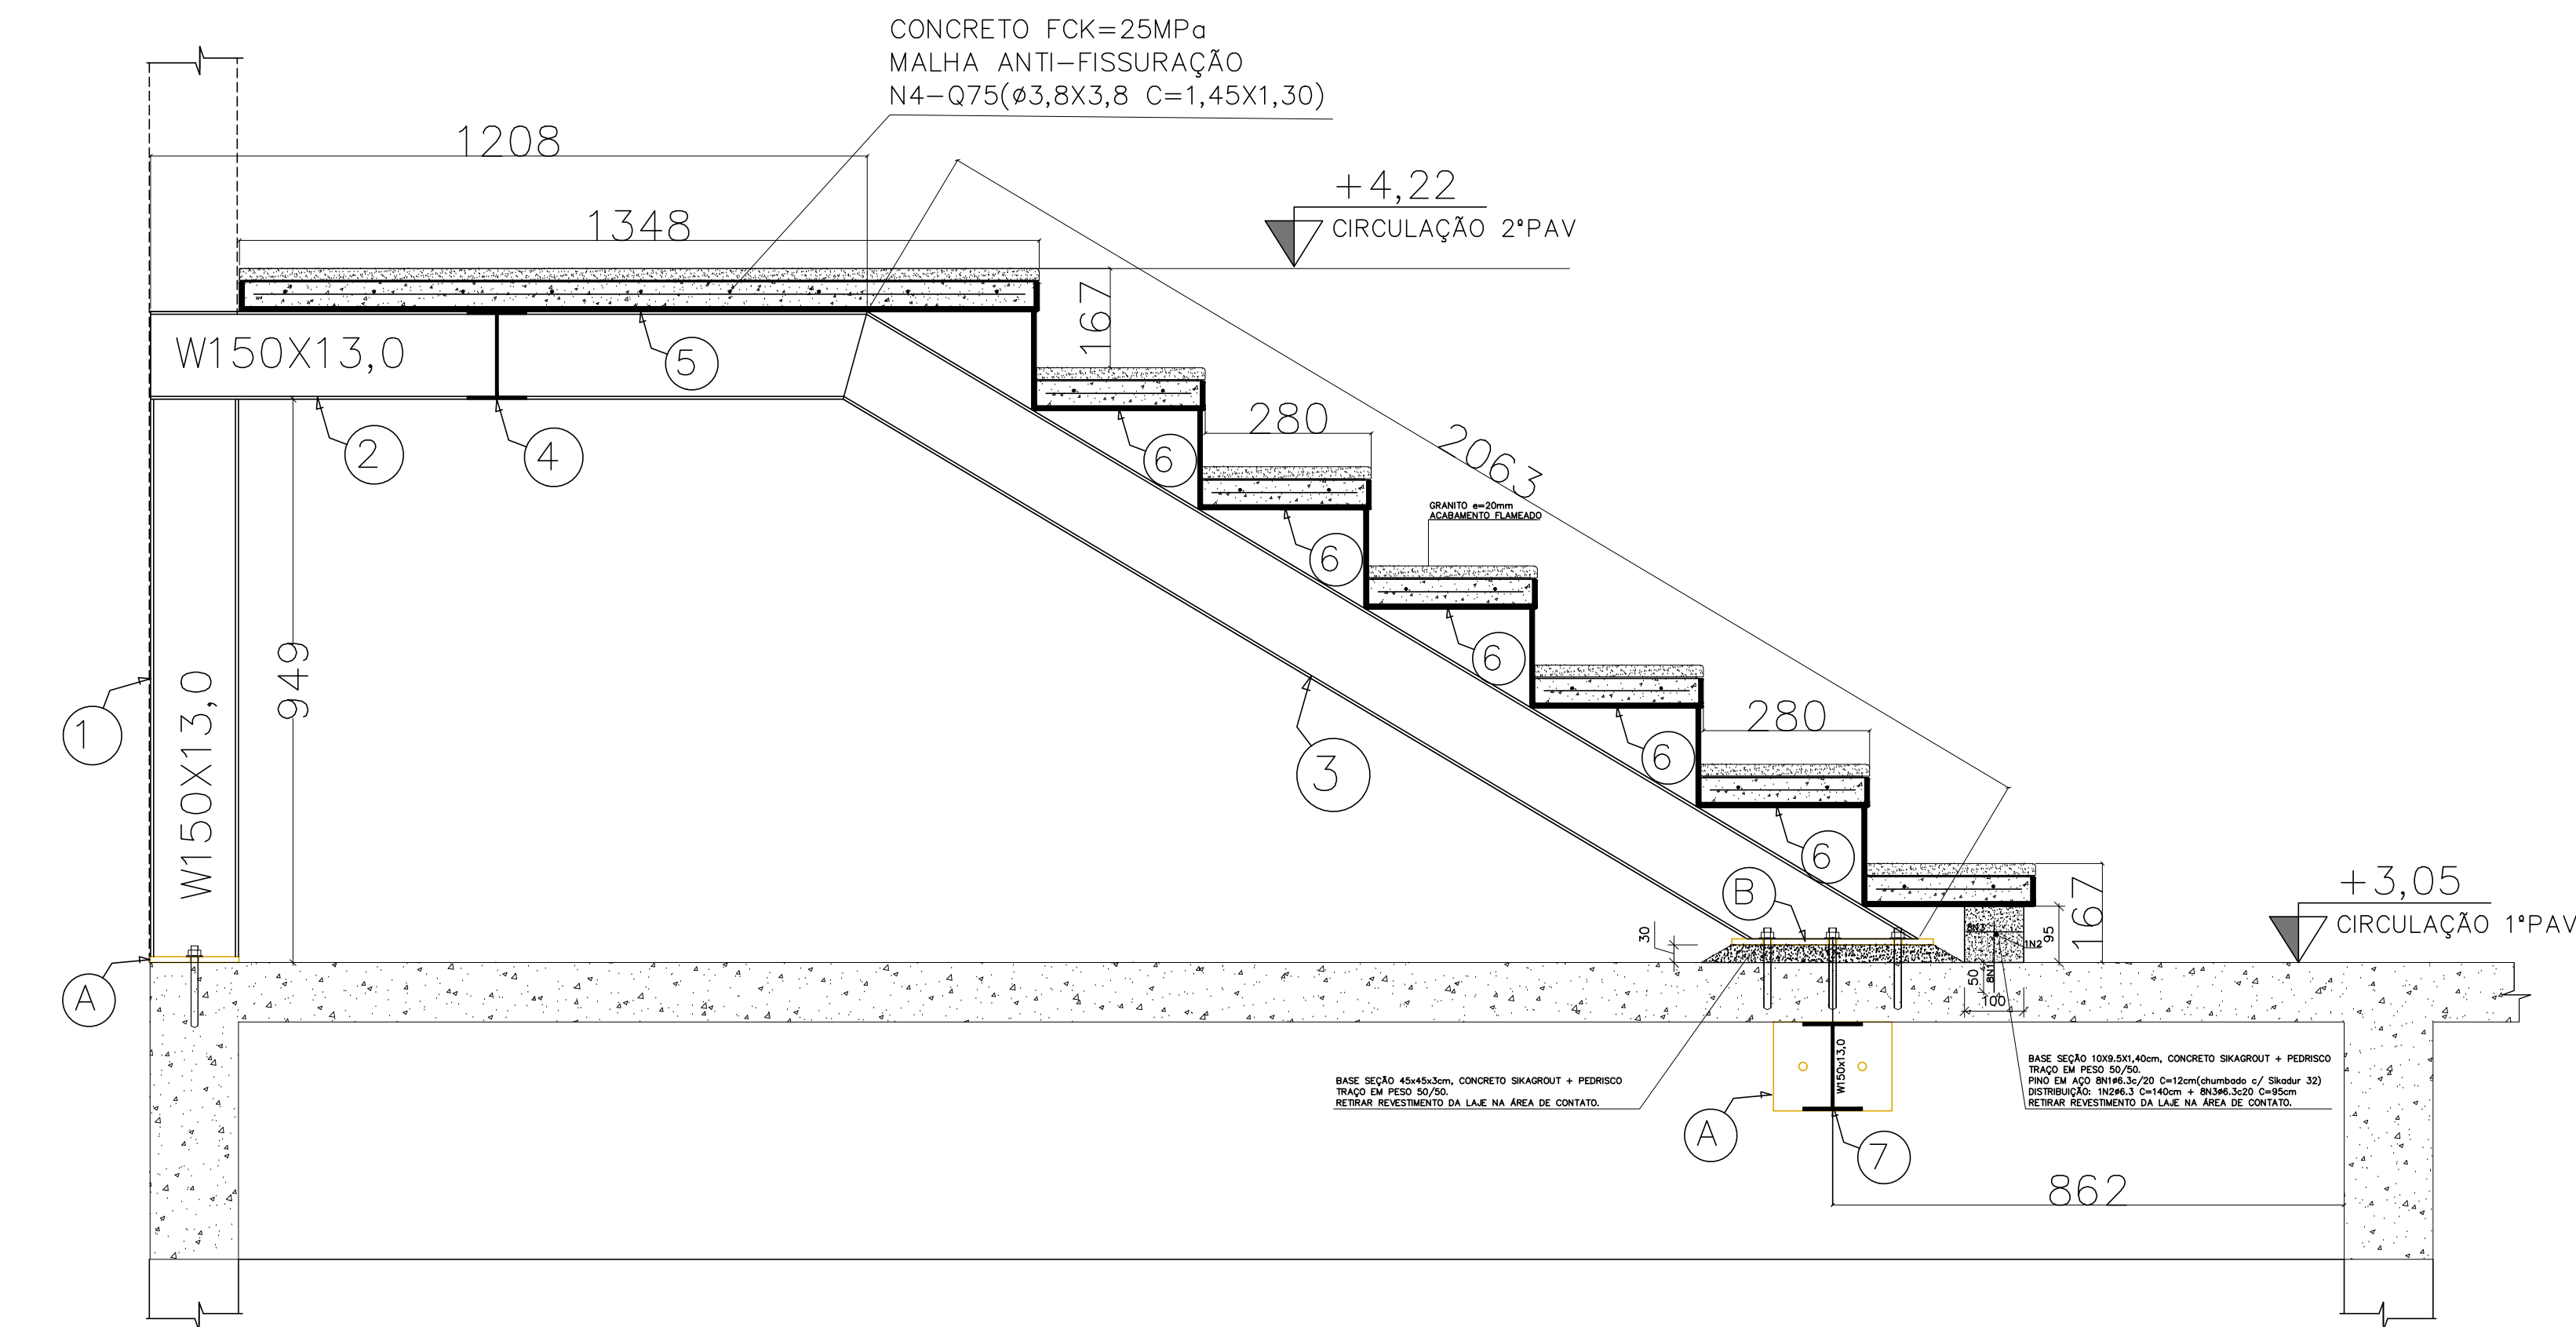 CONCRETO FCK=25MPa
MALHA ANTI-FISSURAÇÃO
N4-Q75(ø3,8X3,8 C=1,45X1,30)
1208
1348
+4,22
CIRCULAÇÃO 2ºPAV
167
W150X13,0
5
2
4
6
280
2063
6
GRANITO e=20mm
ACABAMENTO FLAMEADO
6
949
W150X13,0
1
3
6
280
6
B
167
+3,05
CIRCULAÇÃO 1ºPAV
30
8N3
1N2
95
50
8N1
100
A
W150x13,0
BASE SEÇÃO 45x45x3cm, CONCRETO SIKAGROUT + PEDRISCO
TRAÇO EM PESO 50/50.
RETIRAR REVESTIMENTO DA LAJE NA ÁREA DE CONTATO.
BASE SEÇÃO 10X9.5X1,40cm, CONCRETO SIKAGROUT + PEDRISCO
TRAÇO EM PESO 50/50.
PINO EM AÇO 8N1ø6.3c/20 C=12cm(chumbado c/ Sikadur 32)
DISTRIBUIÇÃO: 1N2ø6.3 C=140cm + 8N3ø6.3c20 C=95cm
RETIRAR REVESTIMENTO DA LAJE NA ÁREA DE CONTATO.
A
7
862